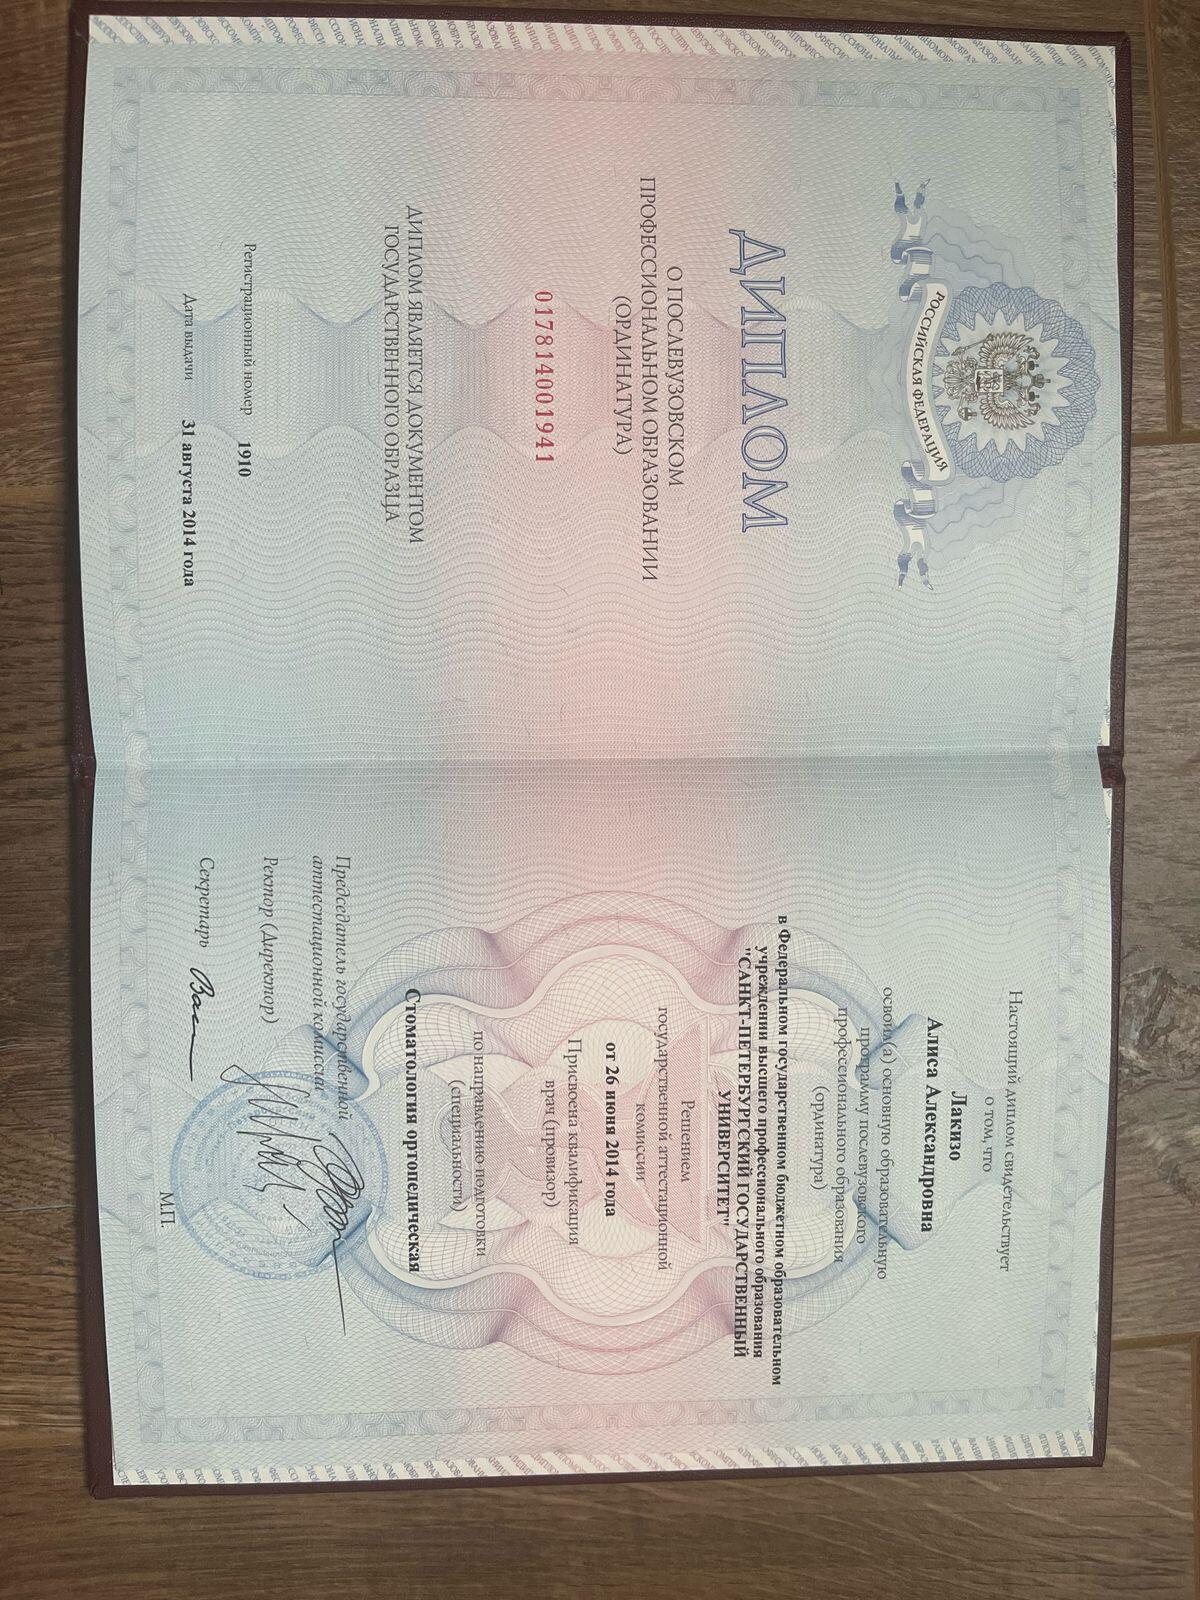 РОССИЙСКАЯ ФЕДЕРАЦИЯ
ДИПЛОМ
О ПОСЛЕВУЗОВСКОМ
ПРОФЕССИОНАЛЬНОМ ОБРАЗОВАНИИ
(ОРДИНАТУРА)
017814001941
ДИПЛОМ ЯВЛЯЕТСЯ ДОКУМЕНТОМ
ГОСУДАРСТВЕННОГО ОБРАЗЦА
Регистрационный номер 1910
Дата выдачи 31 августа 2014 года
Настоящий диплом свидетельствует
о том, что
Лакизо
Алиса Александровна
освоил(а) основную образовательную
программу послевузовского
профессионального образования
(ординатура)
в Федеральном государственном бюджетном образовательном
учреждении высшего профессионального образования
"САНКТ-ПЕТЕРБУРГСКИЙ ГОСУДАРСТВЕННЫЙ
УНИВЕРСИТЕТ"
Решением
государственной аттестационной
комиссии
от 26 июня 2014 года
Присвоена квалификация
врач (провизор)
по направлению подготовки
(специальности)
Стоматология ортопедическая
Председатель государственной
аттестационной комиссии
Ректор (Директор)
Секретарь
М.П.